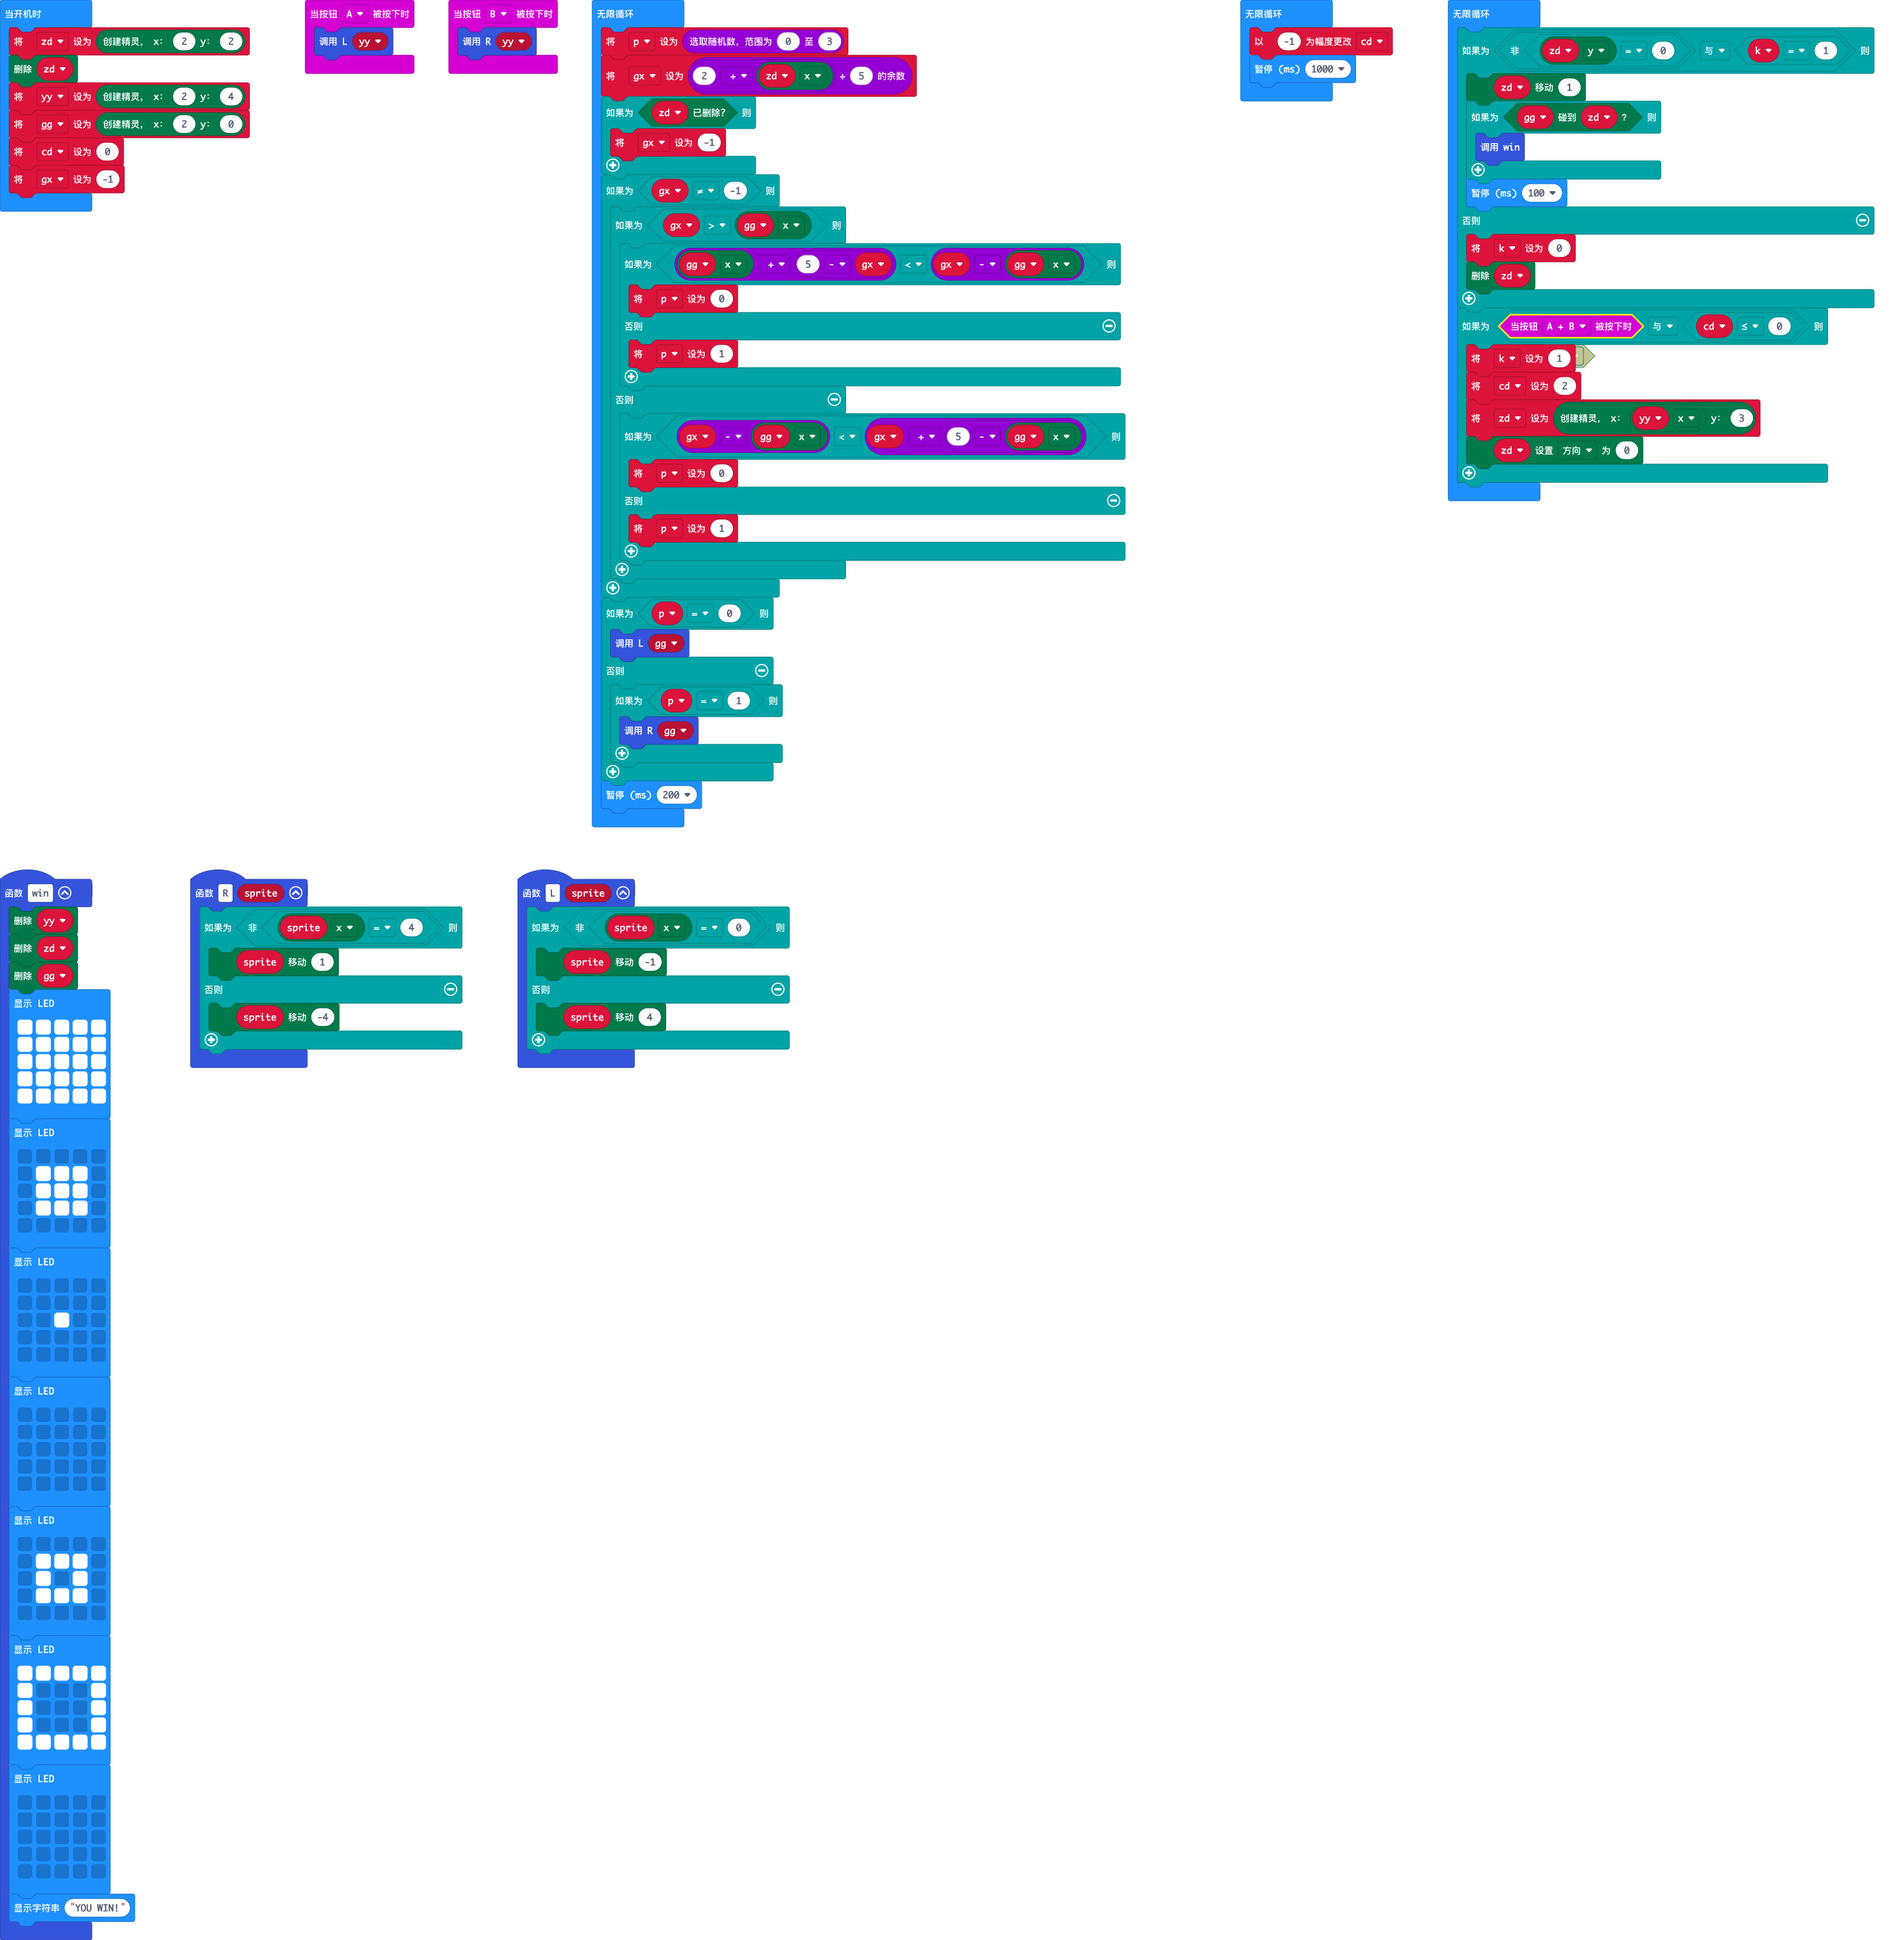 当开机时
将 zd 设为 创建精灵, x: 2 y: 2
删除 zd
将 yy 设为 创建精灵, x: 2 y: 4
将 gg 设为 创建精灵, x: 2 y: 0
将 cd 设为 0
将 gx 设为 -1
当按钮 A 被按下时
调用 L yy
当按钮 B 被按下时
调用 R yy
无限循环
将 p 设为 选取随机数，范围为 0 至 3
将 gx 设为 2 + zd x ÷ 5 的余数
如果为 zd 已删除? 则
将 gx 设为 -1
如果为 gx ≠ -1 则
如果为 gx > gg x 则
如果为 gg x + 5 - gx < gx - gg x 则
将 p 设为 0
否则
将 p 设为 1
否则
如果为 gx - gg x < gx + 5 - gg x 则
将 p 设为 0
否则
将 p 设为 1
如果为 p = 0 则
调用 L gg
否则
如果为 p = 1 则
调用 R gg
暂停 (ms) 200
无限循环
以 -1 为幅度更改 cd
暂停 (ms) 1000
无限循环
如果为 非 zd y = 0 与 k = 1 则
zd 移动 1
如果为 gg 碰到 zd ? 则
调用 win
暂停 (ms) 100
否则
将 k 设为 0
删除 zd
如果为 当按钮 A + B 被按下时 与 cd ≤ 0 则
将 k 设为 1
将 cd 设为 2
将 zd 设为 创建精灵, x: yy x y: 3
zd 设置 方向 为 0
函数 win
删除 yy
删除 zd
删除 gg
显示 LED
显示 LED
显示 LED
显示 LED
显示 LED
显示 LED
显示 LED
显示字符串 "YOU WIN!"
函数 R sprite
如果为 非 sprite x = 4 则
sprite 移动 1
否则
sprite 移动 -4
函数 L sprite
如果为 非 sprite x = 0 则
sprite 移动 -1
否则
sprite 移动 4